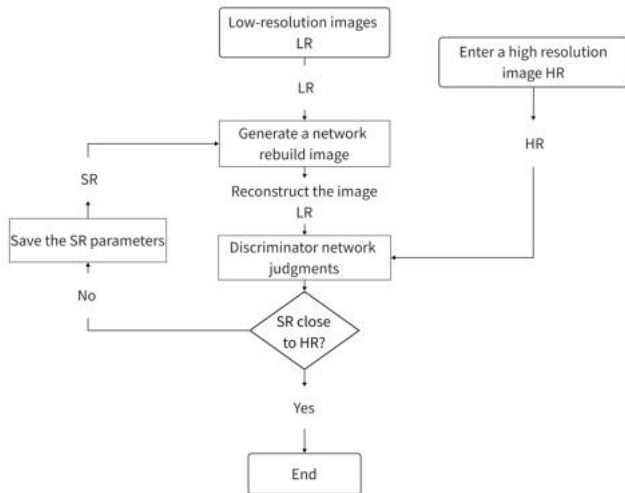 Low-resolution images
LR
Enter a high resolution
image HR
LR
Generate a network
rebuild image
HR
SR
Reconstruct the image
LR
Save the SR parameters
Discriminator network
judgments
No
SR close
to HR?
Yes
End